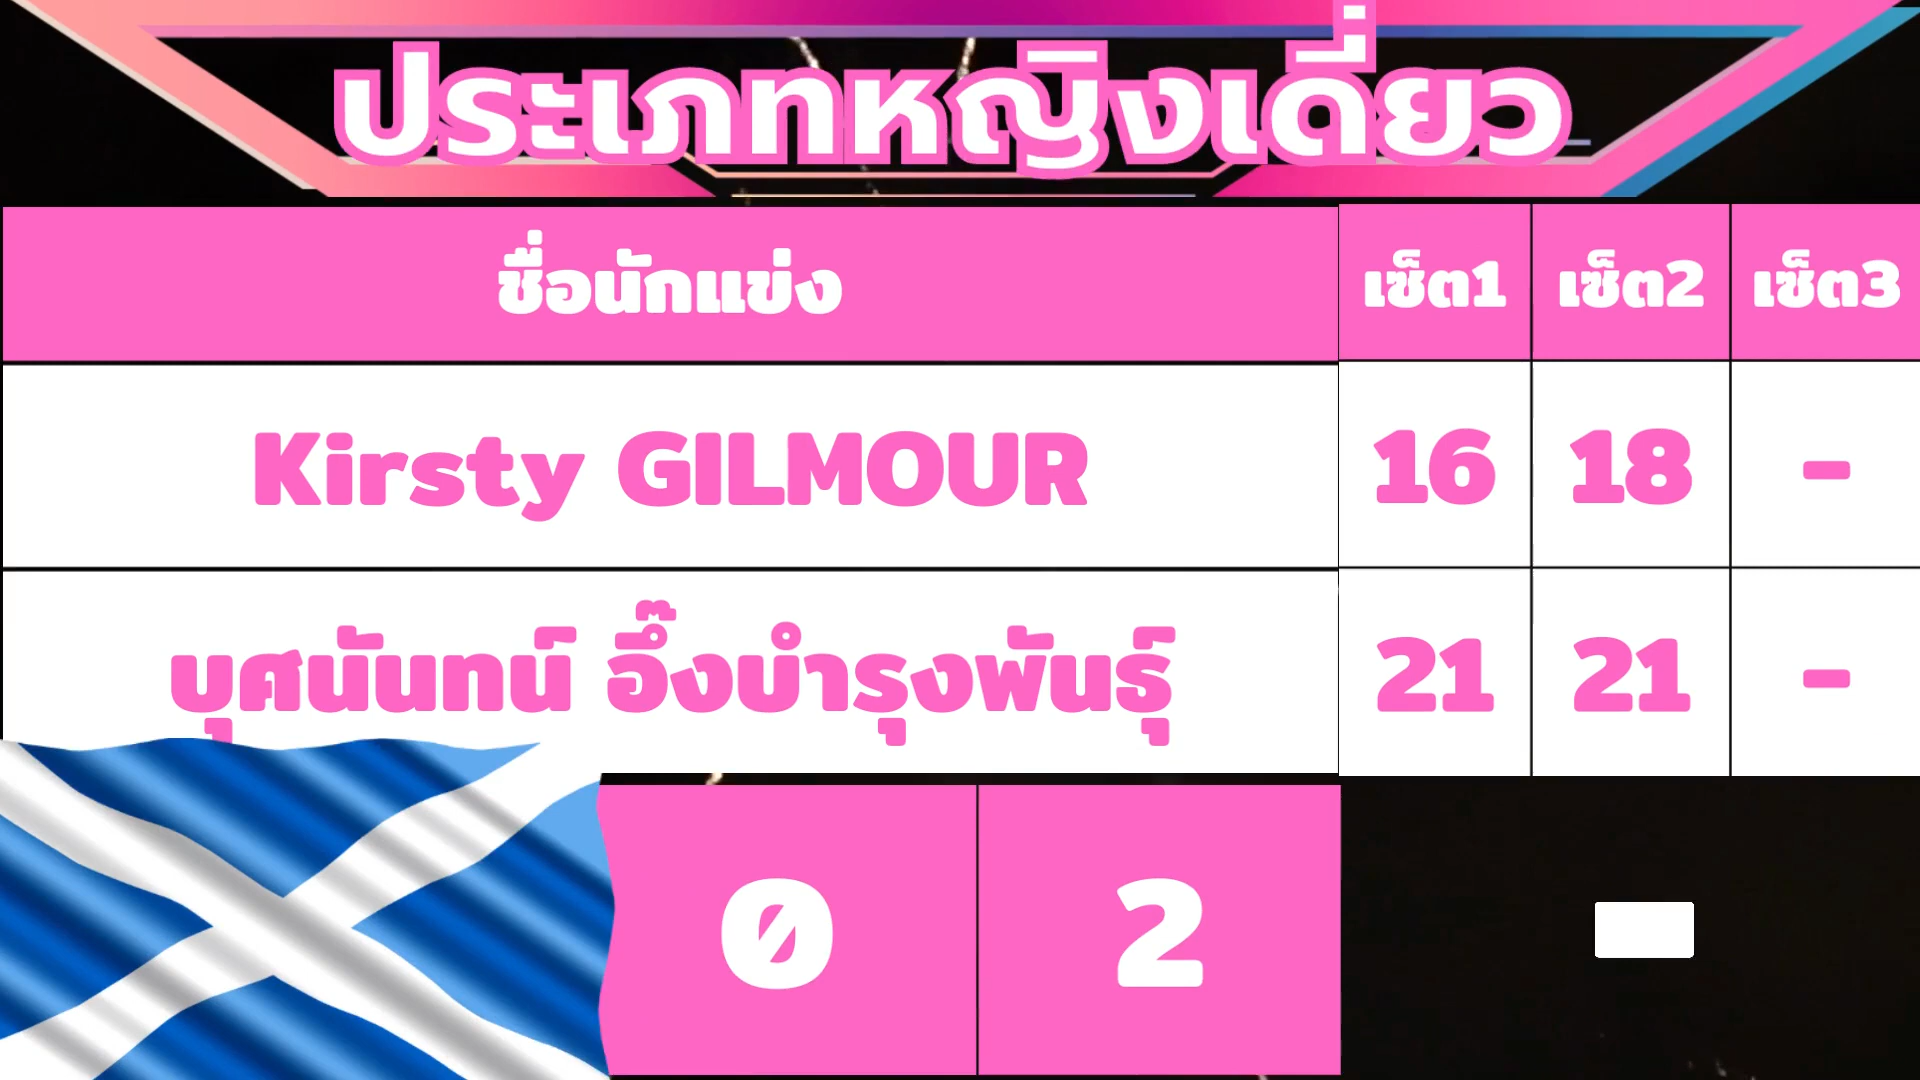 ประเภทหญิงเดี่ยว
ชื่อนักแข่ง เซ็ต1 เซ็ต2 เซ็ต3
Kirsty GILMOUR 16 18 -
บุศนันทน์ อึ๊งบำรุงพันธุ์ 21 21 -
0 2 -